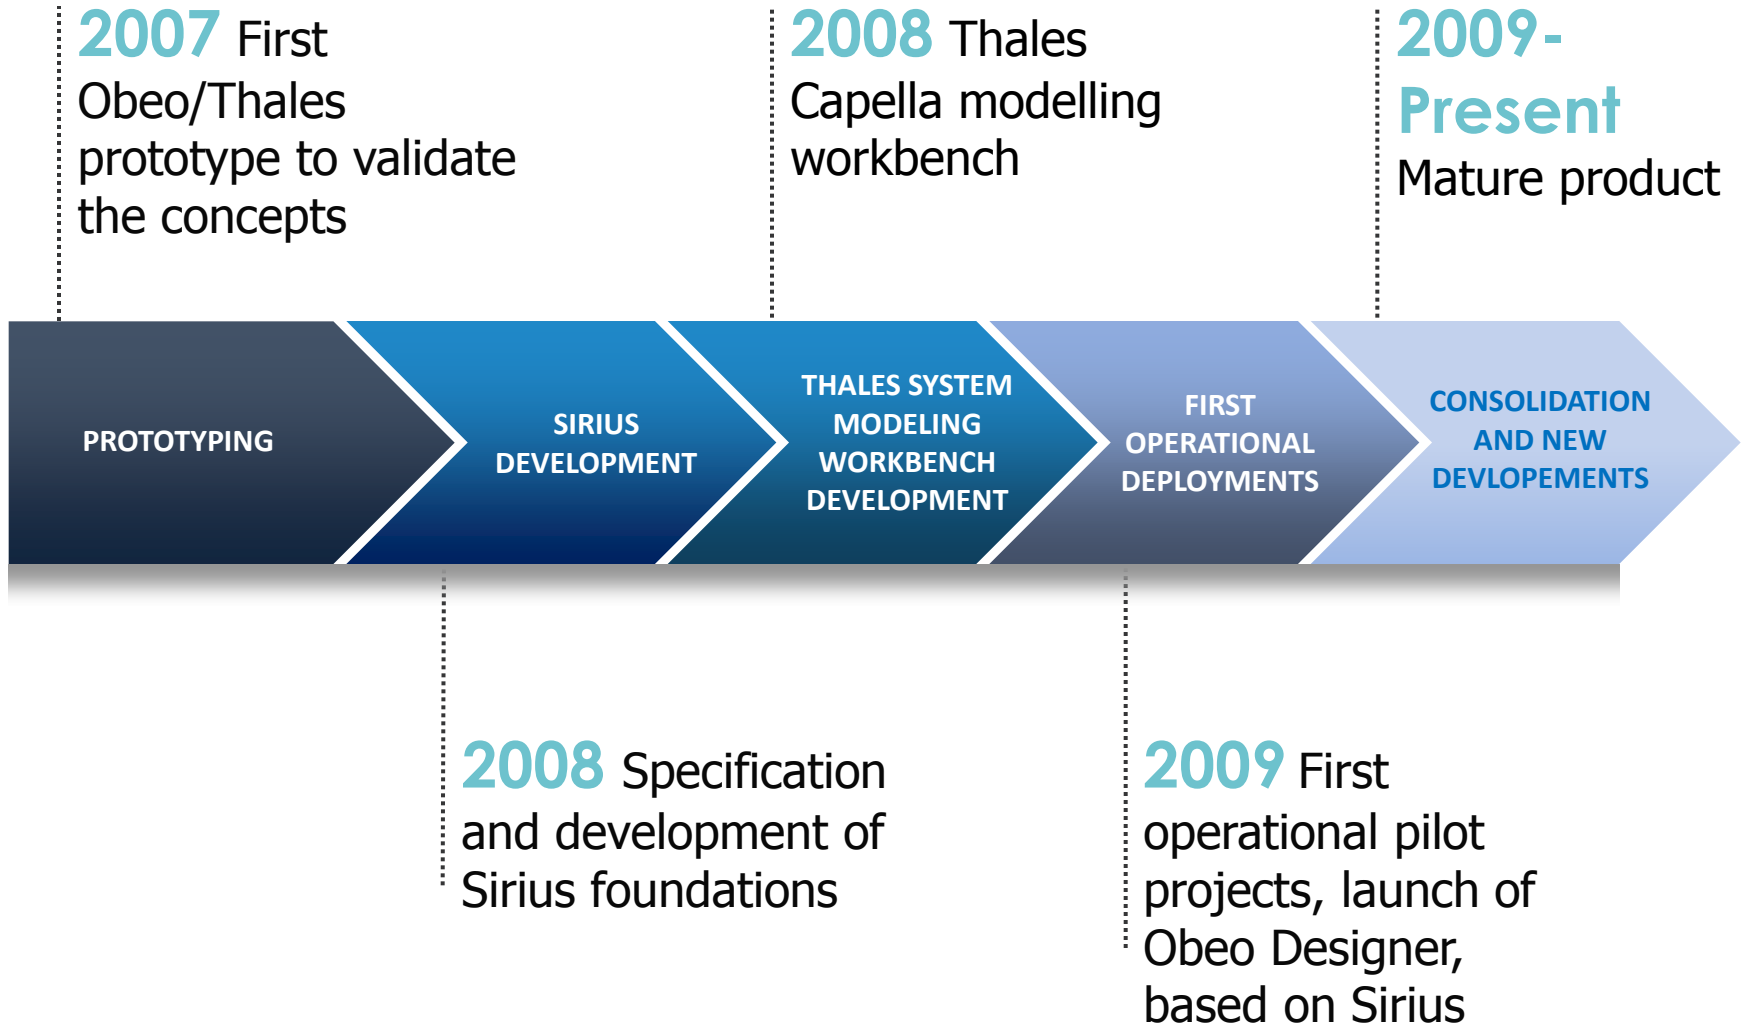 2007 First
Obeo/Thales
prototype to validate
the concepts
2008 Thales
Capella modelling
workbench
2009-
Present
Mature product
PROTOTYPING
SIRIUS
DEVELOPMENT
THALES SYSTEM
MODELING
WORKBENCH
DEVELOPMENT
FIRST
OPERATIONAL
DEPLOYMENTS
CONSOLIDATION
AND NEW
DEVLOPEMENTS
2008 Specification
and development of
Sirius foundations
2009 First
operational pilot
projects, launch of
Obeo Designer,
based on Sirius